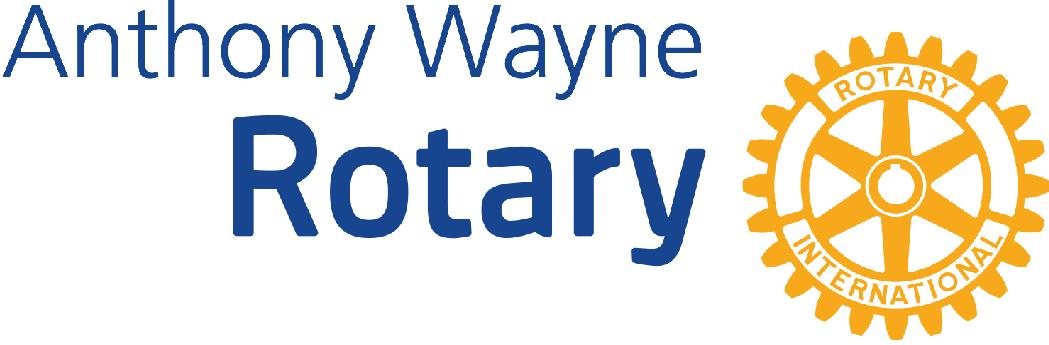 Anthony Wayne
Rotary
ROTARY
INTERNATIONAL